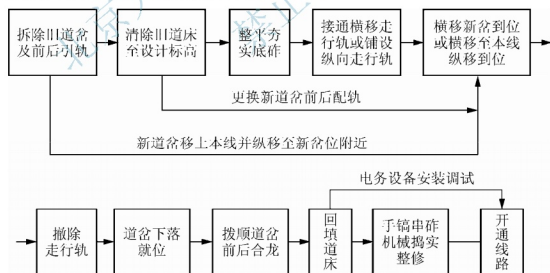 拆除旧道岔
及前后引轨
清除旧道床
至设计标高
整平夯
实底砟
接通横移走
行轨或铺设
纵向走行轨
横移新岔到位
或横移至本线
纵移到位
更换新道岔前后配轨
新道岔移上本线并纵移至新岔位附近
电务设备安装调试
撤除
走行轨
道岔下落
就位
拨顺道岔
前后合龙
回填道床
手镐串砟
机械捣实
整修
开通线路
北京
禁止